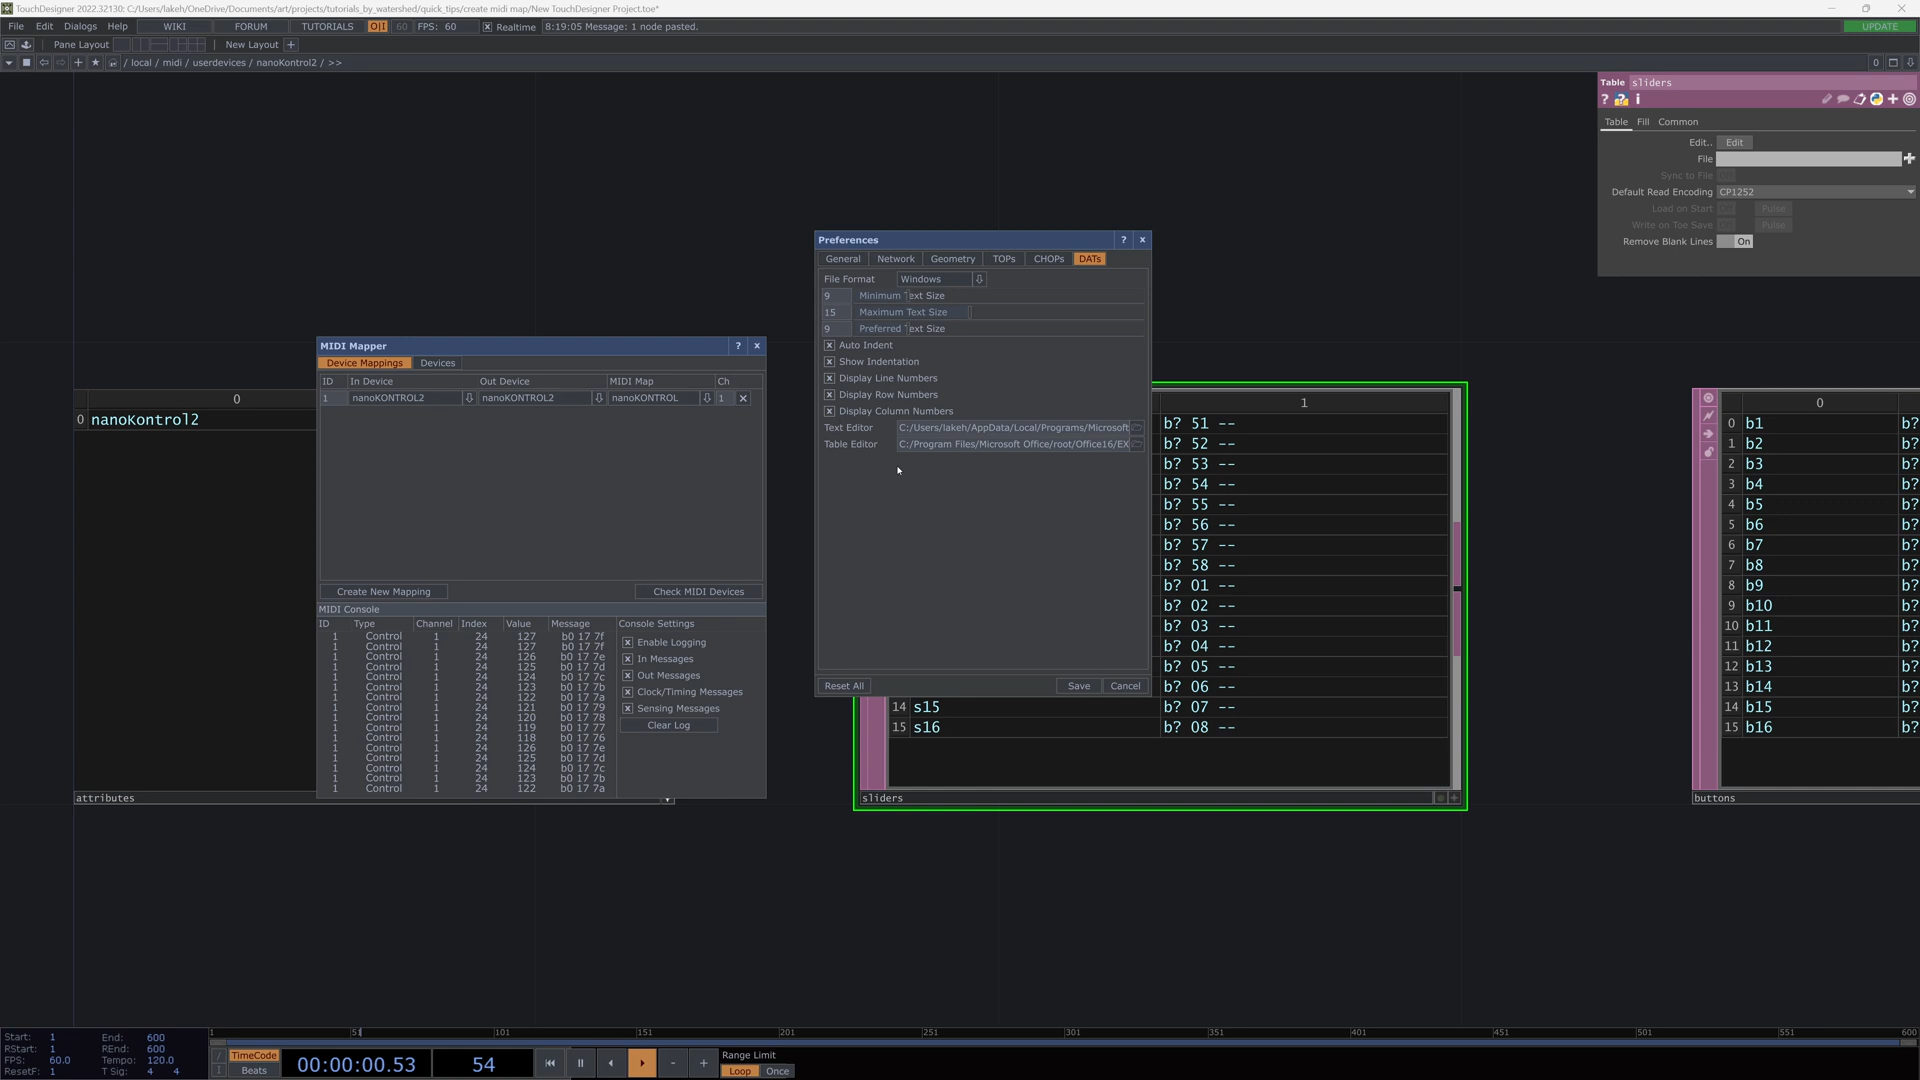 TouchDesigner 2022.32130: C:/Users/lakeh/OneDrive/Documents/art/projects/tutorials_by_watershed/quick_tips/create midi map/New TouchDesigner Project.toe*
File Edit Dialogs Help WIKI FORUM TUTORIALS O|I 60 FPS: 60 Realtime 8:19:05 Message: 1 node pasted. UPDATE
Pane Layout New Layout +
/ local / midi / userdevices / nanoKontrol2 / >> 0
Table sliders
? ? i
Table Fill Common
Edit.. Edit
File
Sync to File
Default Read Encoding CP1252
Load on Start Pulse
Write on Toe Save Pulse
Remove Blank Lines On
Preferences ? x
General Network Geometry TOPs CHOPs DATs
File Format Windows
9 Minimum Text Size
15 Maximum Text Size
9 Preferred Text Size
Auto Indent
Show Indentation
Display Line Numbers
Display Row Numbers
Display Column Numbers
Text Editor C:/Users/lakeh/AppData/Local/Programs/Microsoft
Table Editor C:/Program Files/Microsoft Office/root/Office16/EX
Reset All Save Cancel
MIDI Mapper ? x
Device Mappings Devices
ID In Device Out Device MIDI Map Ch
1 nanoKONTROL2 nanoKONTROL2 nanoKONTROL 1
Create New Mapping Check MIDI Devices
MIDI Console
ID Type Channel Index Value Message
1 Control 1 24 127 b0 17 7f
1 Control 1 24 127 b0 17 7f
1 Control 1 24 126 b0 17 7e
1 Control 1 24 125 b0 17 7d
1 Control 1 24 124 b0 17 7c
1 Control 1 24 123 b0 17 7b
1 Control 1 24 122 b0 17 7a
1 Control 1 24 121 b0 17 79
1 Control 1 24 120 b0 17 78
1 Control 1 24 119 b0 17 77
1 Control 1 24 118 b0 17 76
1 Control 1 24 126 b0 17 7e
1 Control 1 24 125 b0 17 7d
1 Control 1 24 124 b0 17 7c
1 Control 1 24 123 b0 17 7b
1 Control 1 24 122 b0 17 7a
Console Settings
Enable Logging
In Messages
Out Messages
Clock/Timing Messages
Sensing Messages
Clear Log
0
0 nanoKontrol2
attributes
1
b? 51 --
b? 52 --
b? 53 --
b? 54 --
b? 55 --
b? 56 --
b? 57 --
b? 58 --
b? 01 --
b? 02 --
b? 03 --
b? 04 --
b? 05 --
b? 06 --
14 s15 b? 07 --
15 s16 b? 08 --
sliders
0
0 b1 b?
1 b2 b?
2 b3 b?
3 b4 b?
4 b5 b?
5 b6 b?
6 b7 b?
7 b8 b?
8 b9 b?
9 b10 b?
10 b11 b?
11 b12 b?
12 b13 b?
13 b14 b?
14 b15 b?
15 b16 b?
buttons
1 51 101 151 201 251 301 351 401 451 501 551 600
Start: 1 End: 600
RStart: 1 REnd: 600
FPS: 60.0 Tempo: 120.0
ResetF: 1 T Sig: 4 4
TimeCode
Beats
00:00:00.53 54
- +
Range Limit
Loop Once